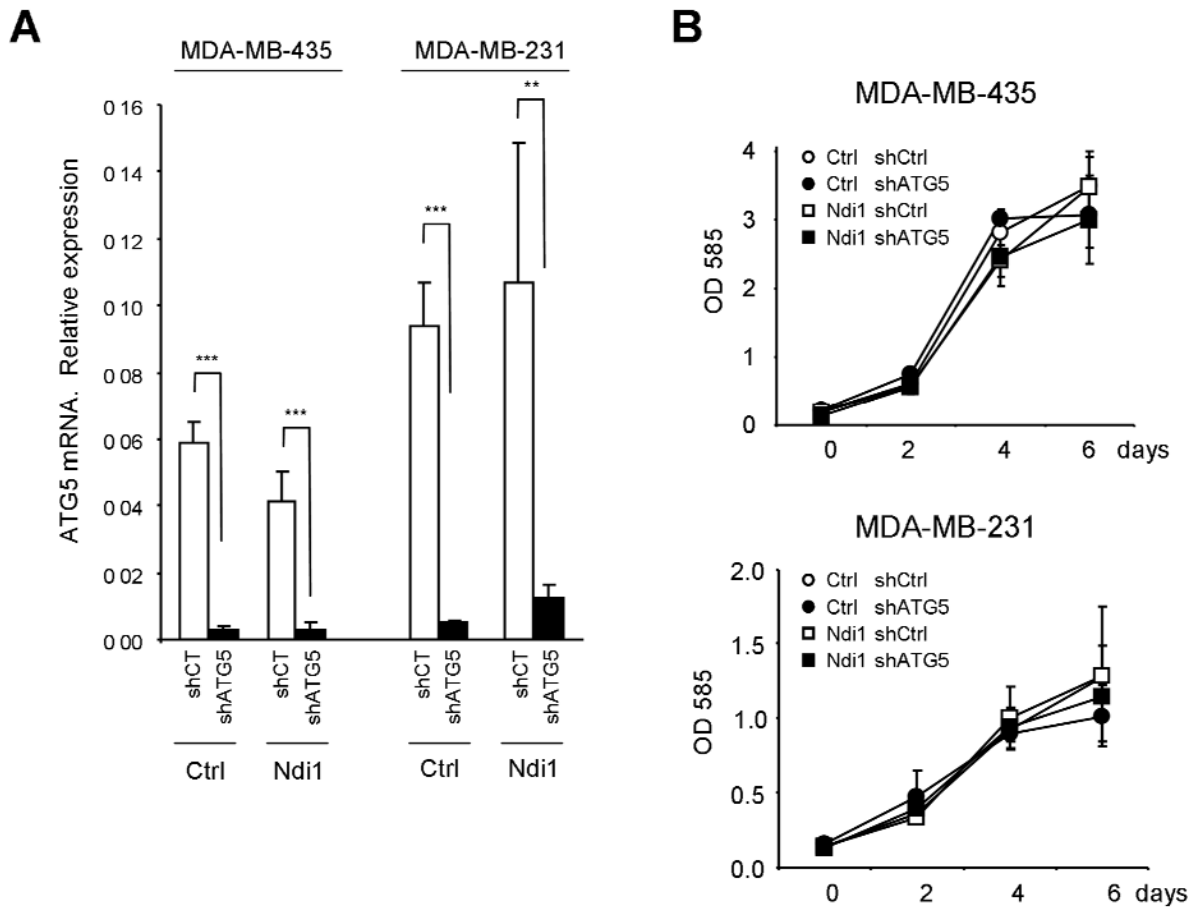 A
MDA-MB-435 MDA-MB-231
ATG5 mRNA. Relative expression
0 16
0 14
0 12
0 10
0 08
0 06
0 04
0 02
0 00
***
***
***
**
shCT shATG5 shCT shATG5 shCT shATG5 shCT shATG5
Ctrl Ndi1 Ctrl Ndi1
B
MDA-MB-435
OD 585
4
3
2
1
0
Ctrl shCtrl
Ctrl shATG5
Ndi1 shCtrl
Ndi1 shATG5
0 2 4 6 days
MDA-MB-231
OD 585
2.0
1.5
1.0
0.5
0.0
Ctrl shCtrl
Ctrl shATG5
Ndi1 shCtrl
Ndi1 shATG5
0 2 4 6 days